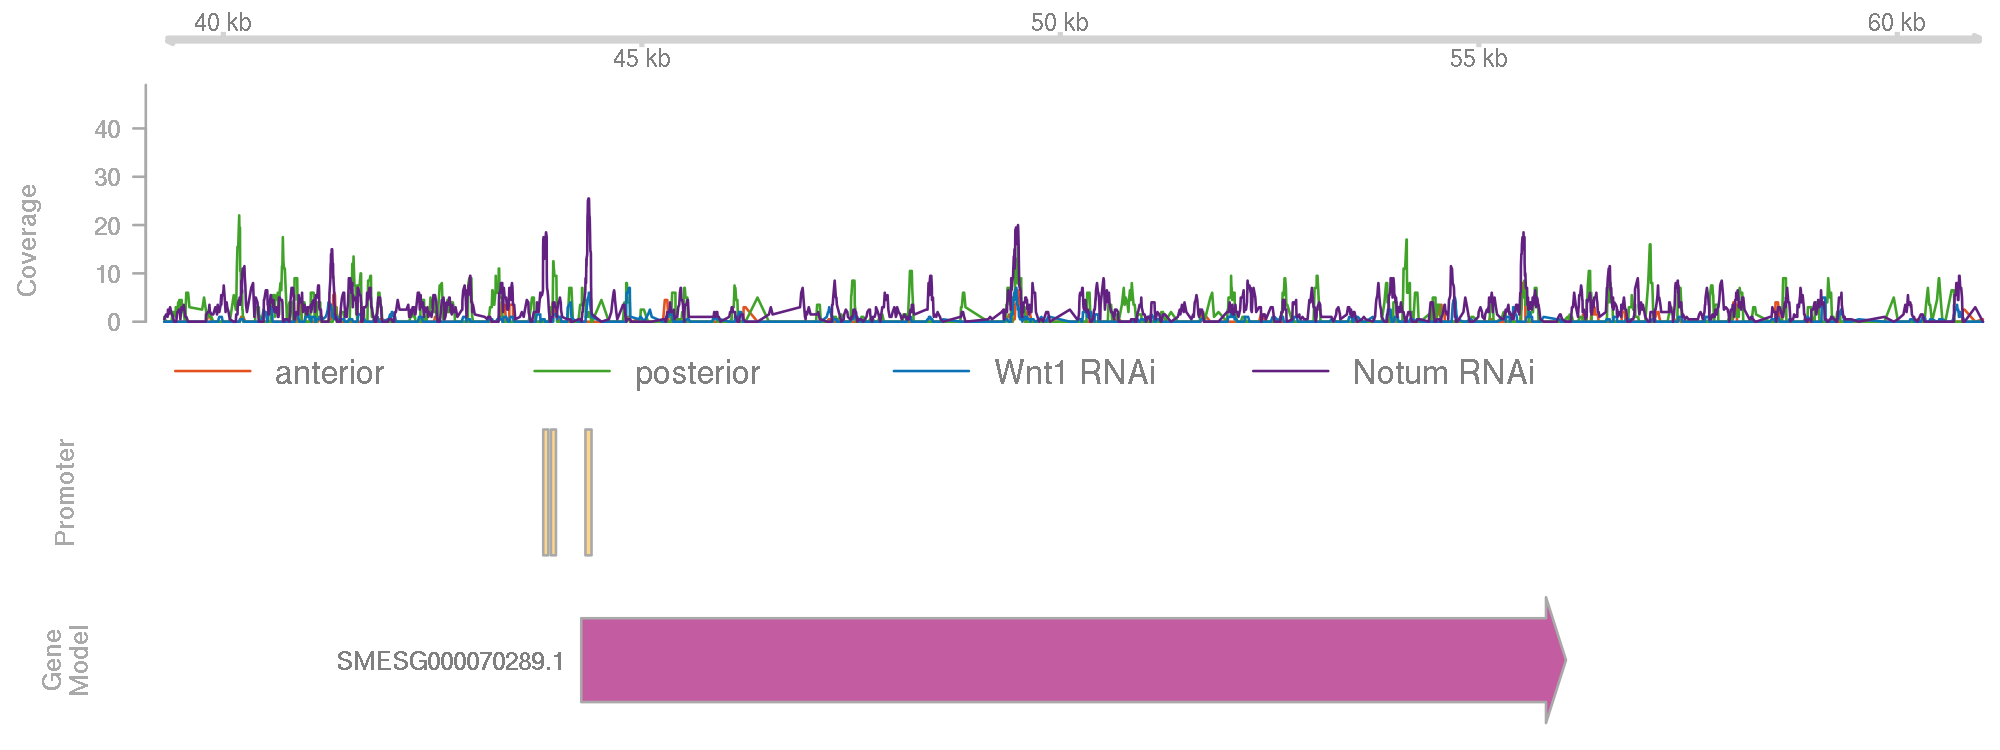 40 kb
50 kb
60 kb
45 kb
55 kb
Coverage
40
30
20
10
0
anterior
posterior
Wnt1 RNAi
Notum RNAi
Promoter
Gene
Model
SMESG000070289.1